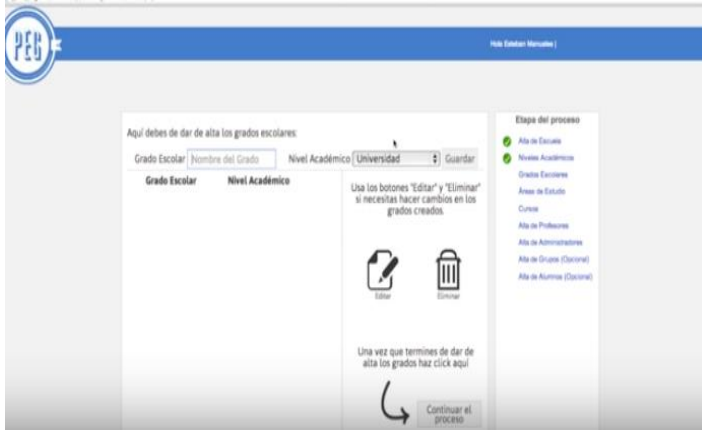 PEG
Hola Esteban Manuales |
Aquí debes de dar de alta los grados escolares:
Grado Escolar Nombre del Grado Nivel Académico Universidad Guardar
Grado Escolar Nivel Académico
Usa los botones "Editar" y "Eliminar"
si necesitas hacer cambios en los
grados creados.
Editar Eliminar
Una vez que termines de dar de
alta los grados haz click aquí
Continuar el
proceso
Etapa del proceso
Alta de Escuela
Niveles Académicos
Grados Escolares
Áreas de Estudio
Cursos
Alta de Profesores
Alta de Administradores
Alta de Grupos (Opcional)
Alta de Alumnos (Opcional)